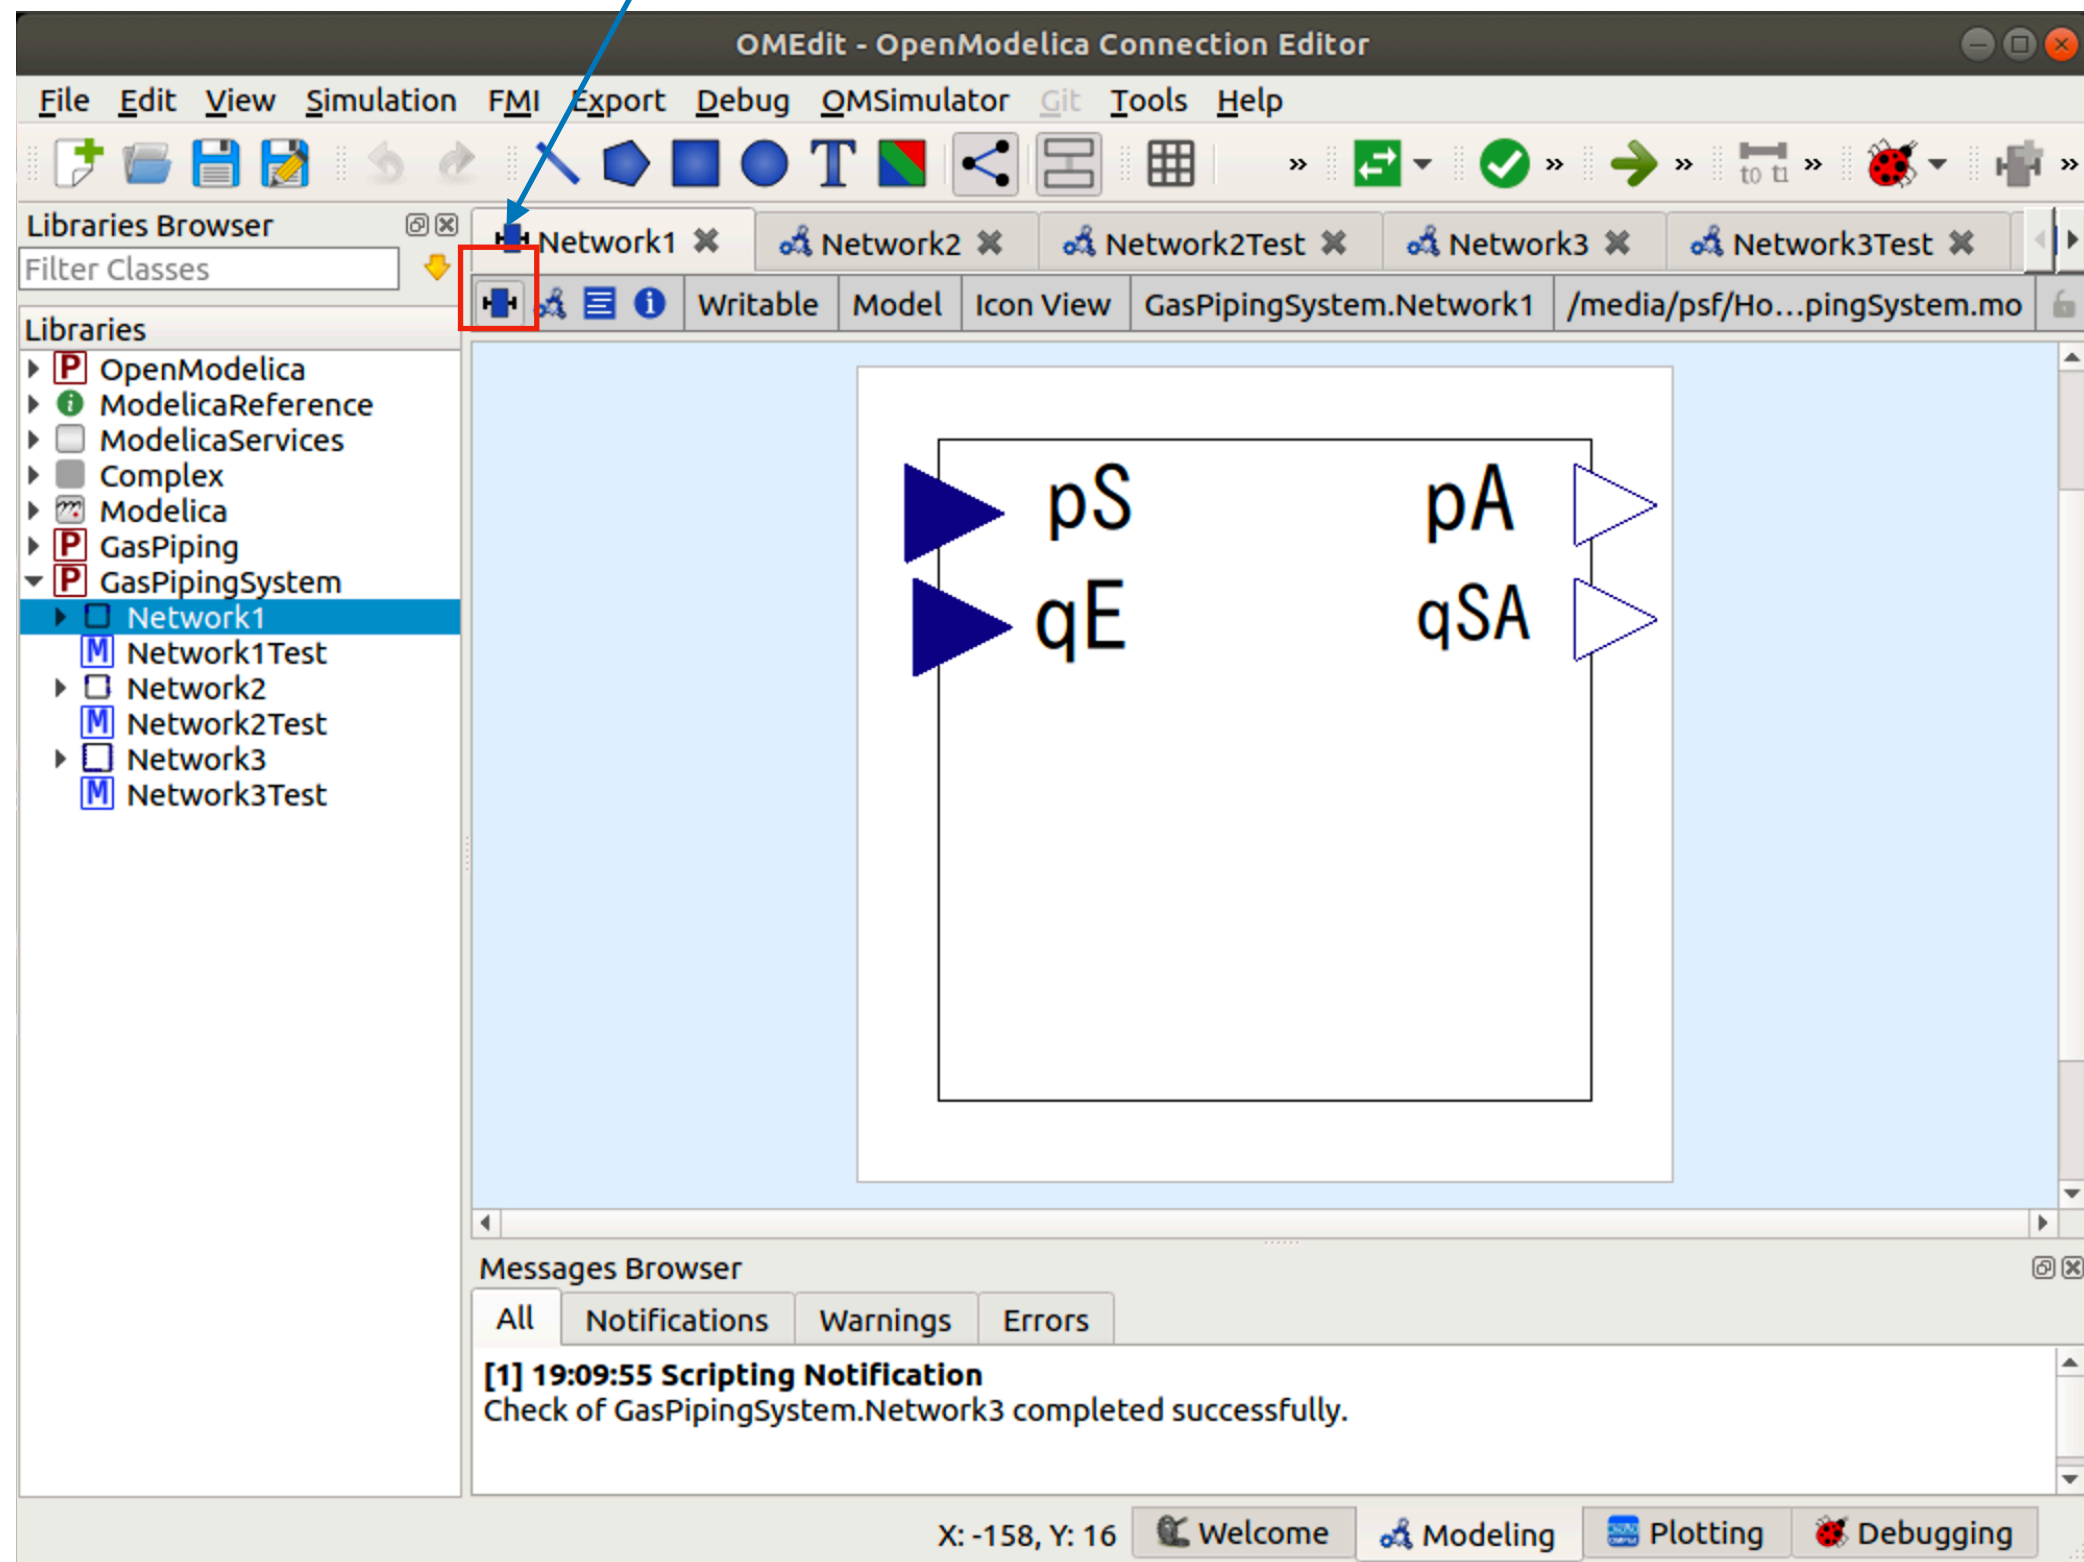 OMEdit - OpenModelica Connection Editor
File Edit View Simulation FMI Export Debug OMSimulator Git Tools Help
T » » » to t1 » »
Libraries Browser
Filter Classes
Network1 Network2 Network2Test Network3 Network3Test
Writable Model Icon View GasPipingSystem.Network1 /media/psf/Ho...pingSystem.mo
Libraries
P OpenModelica
i ModelicaReference
ModelicaServices
Complex
Modelica
P GasPiping
P GasPipingSystem
Network1
M Network1Test
Network2
M Network2Test
Network3
M Network3Test
pS pA
qE qSA
Messages Browser
All Notifications Warnings Errors
[1] 19:09:55 Scripting Notification
Check of GasPipingSystem.Network3 completed successfully.
X: -158, Y: 16 Welcome Modeling Plotting Debugging